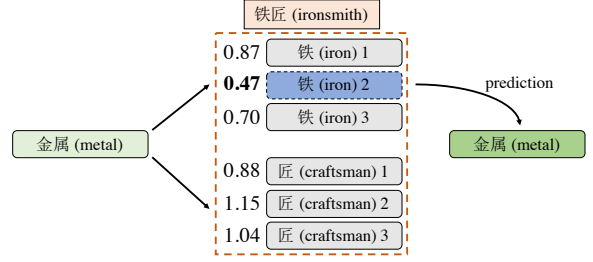 铁匠 (ironsmith)
0.87 铁 (iron) 1
0.47 铁 (iron) 2
0.70 铁 (iron) 3
0.88 匠 (craftsman) 1
1.15 匠 (craftsman) 2
1.04 匠 (craftsman) 3
金属 (metal)
prediction
金属 (metal)